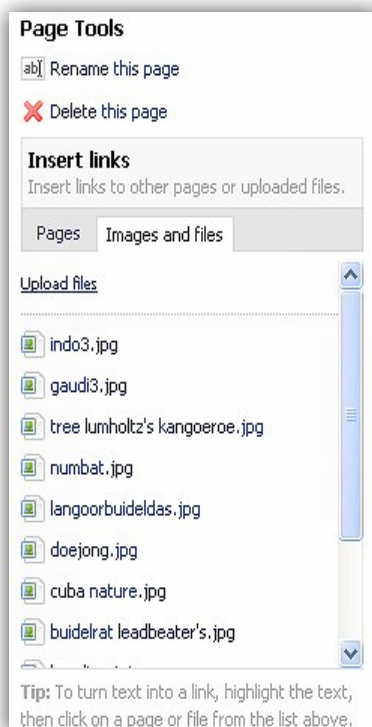 Page Tools
ab Rename this page
Delete this page
Insert links
Insert links to other pages or uploaded files.
Pages Images and files
Upload files
indo3.jpg
gaudi3.jpg
tree lumholtz's kangoeroe.jpg
numbat.jpg
langoorbuideldas.jpg
doejong.jpg
cuba nature.jpg
buidelrat leadbeater's.jpg
Tip: To turn text into a link, highlight the text,
then click on a page or file from the list above.